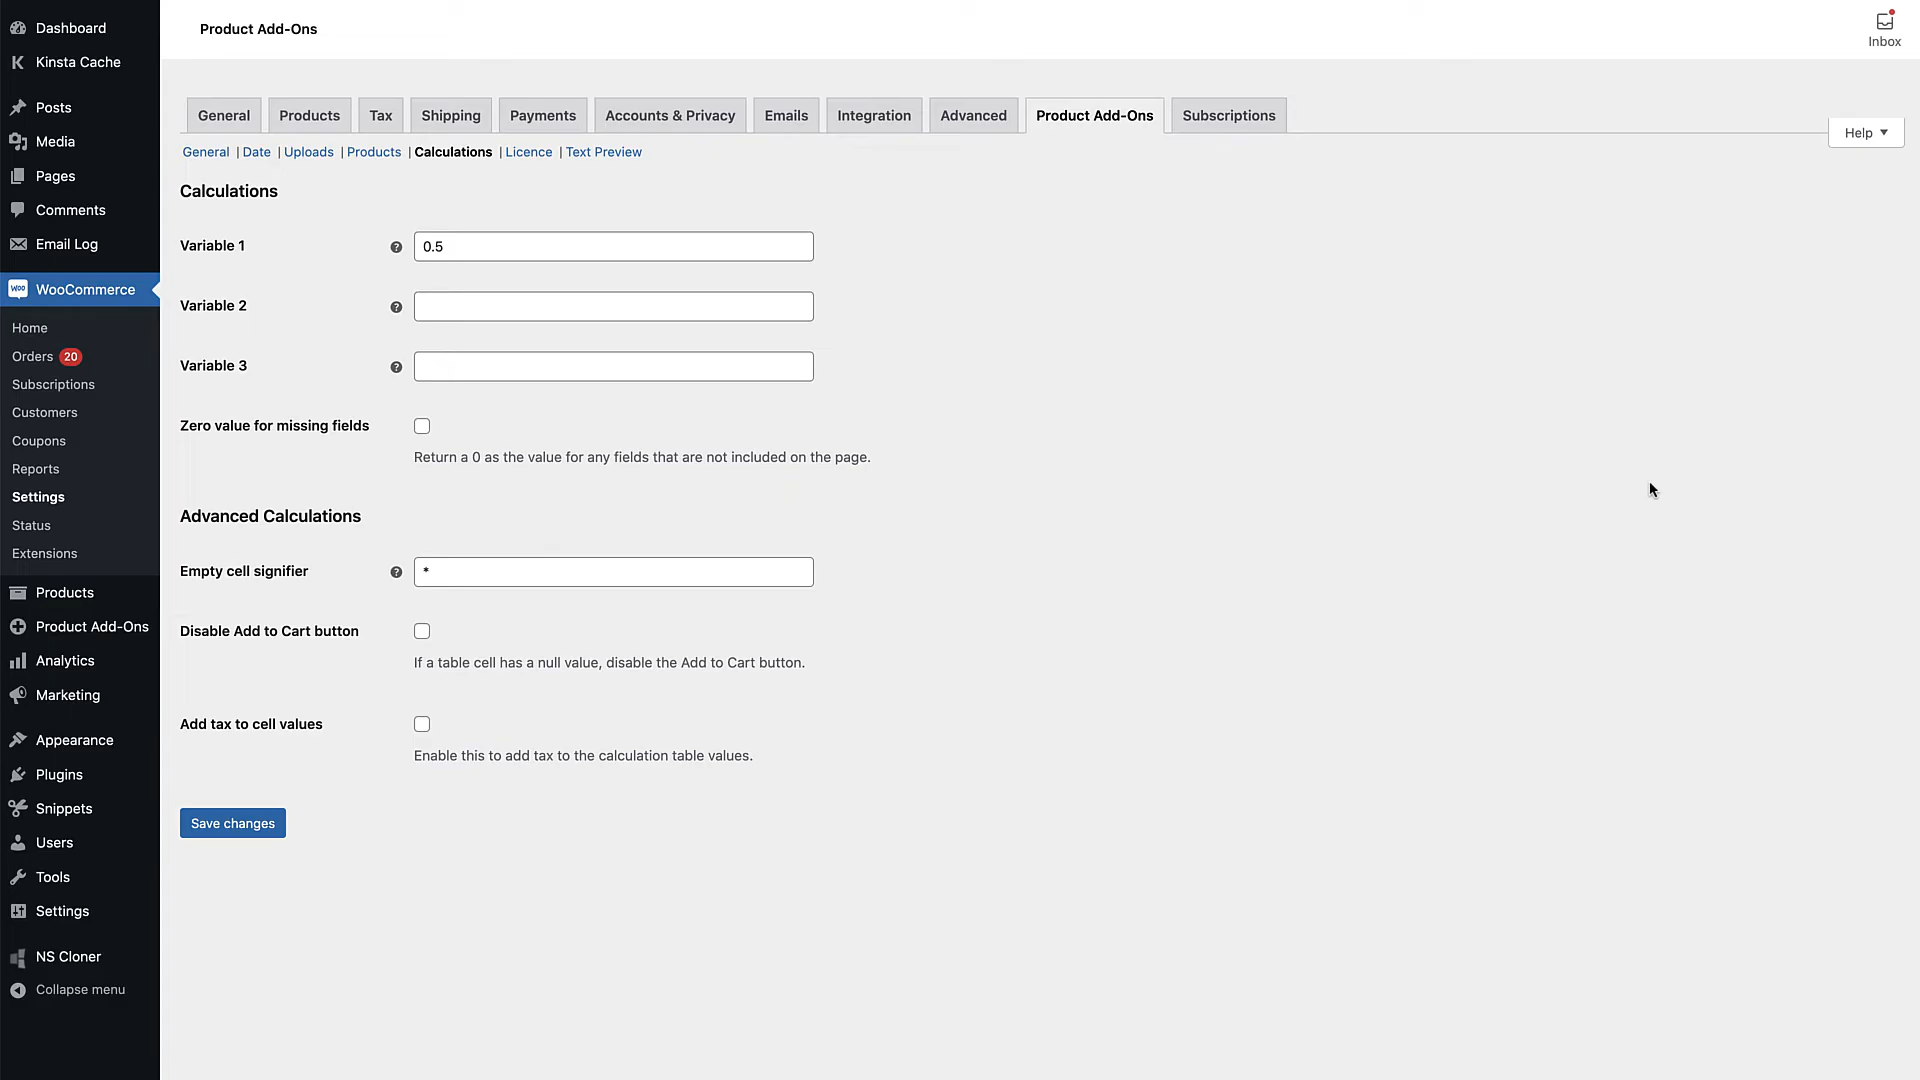 Dashboard
Kinsta Cache
Posts
Media
Pages
Comments
Email Log
WOO WooCommerce
Home
Orders 20
Subscriptions
Customers
Coupons
Reports
Settings
Status
Extensions
Products
Product Add-Ons
Analytics
Marketing
Appearance
Plugins
Snippets
Users
Tools
Settings
NS Cloner
Collapse menu
Product Add-Ons
Inbox
General Products Tax Shipping Payments Accounts & Privacy Emails Integration Advanced Product Add-Ons Subscriptions
Help ▼
General | Date | Uploads | Products | Calculations | Licence | Text Preview
Calculations
Variable 1 ? 0.5
Variable 2 ?
Variable 3 ?
Zero value for missing fields
Return a 0 as the value for any fields that are not included on the page.
Advanced Calculations
Empty cell signifier ? *
Disable Add to Cart button
If a table cell has a null value, disable the Add to Cart button.
Add tax to cell values
Enable this to add tax to the calculation table values.
Save changes